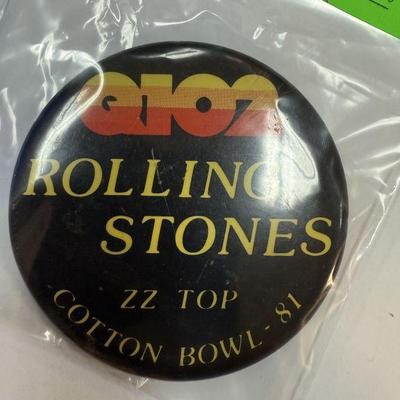 Q102
ROLLING
STONES
ZZ TOP
COTTON BOWL - 81